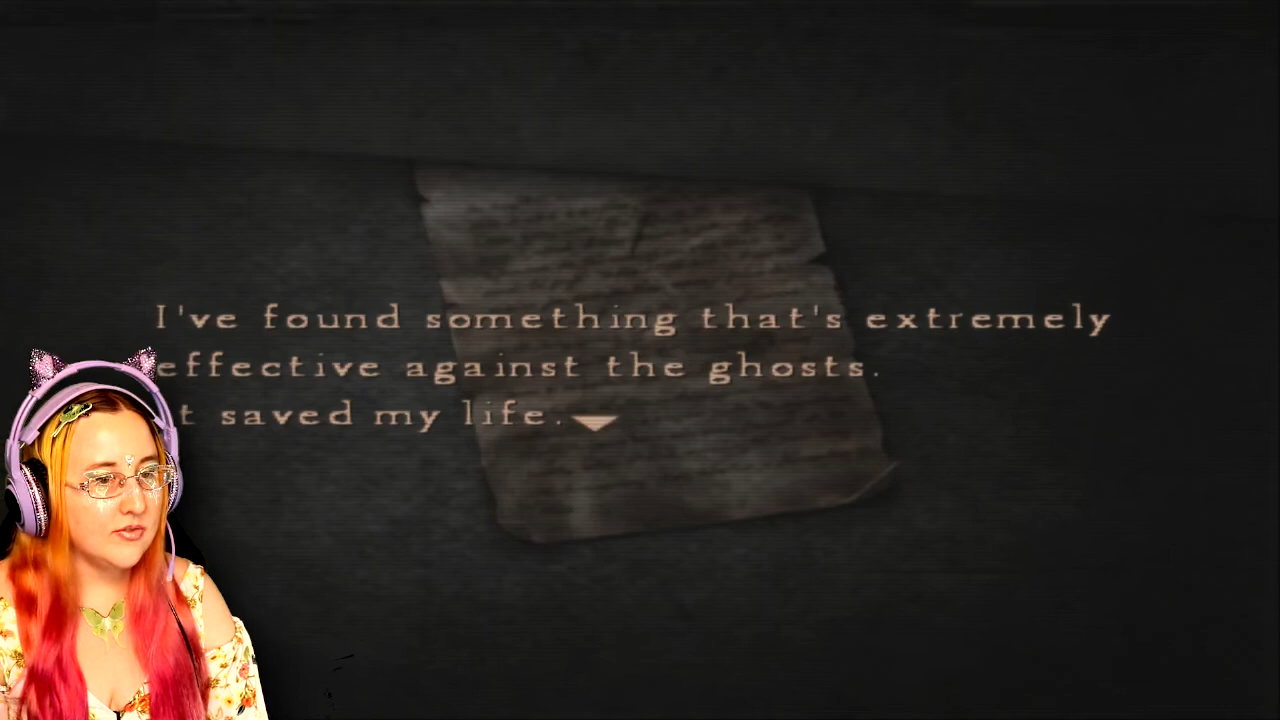 I've found something that's extremely
effective against the ghosts.
t saved my life.